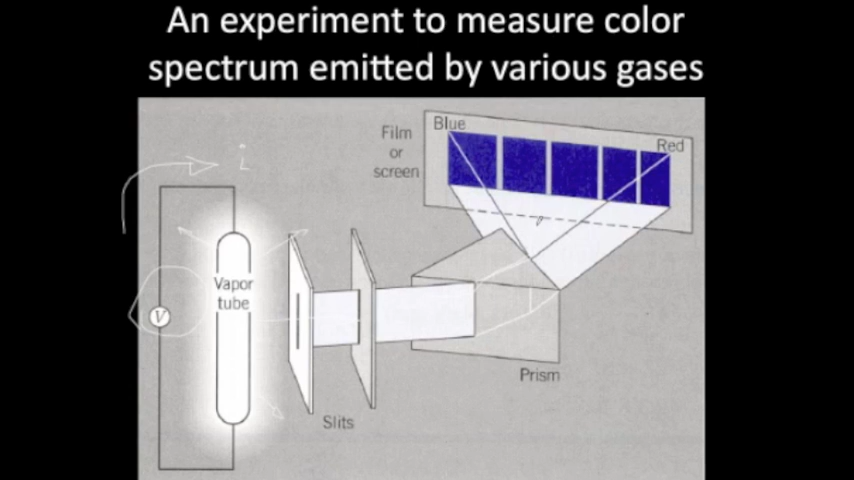 An experiment to measure color
spectrum emitted by various gases
Film
or
screen
Blue
Red
i
Vapor
tube
V
Prism
Slits